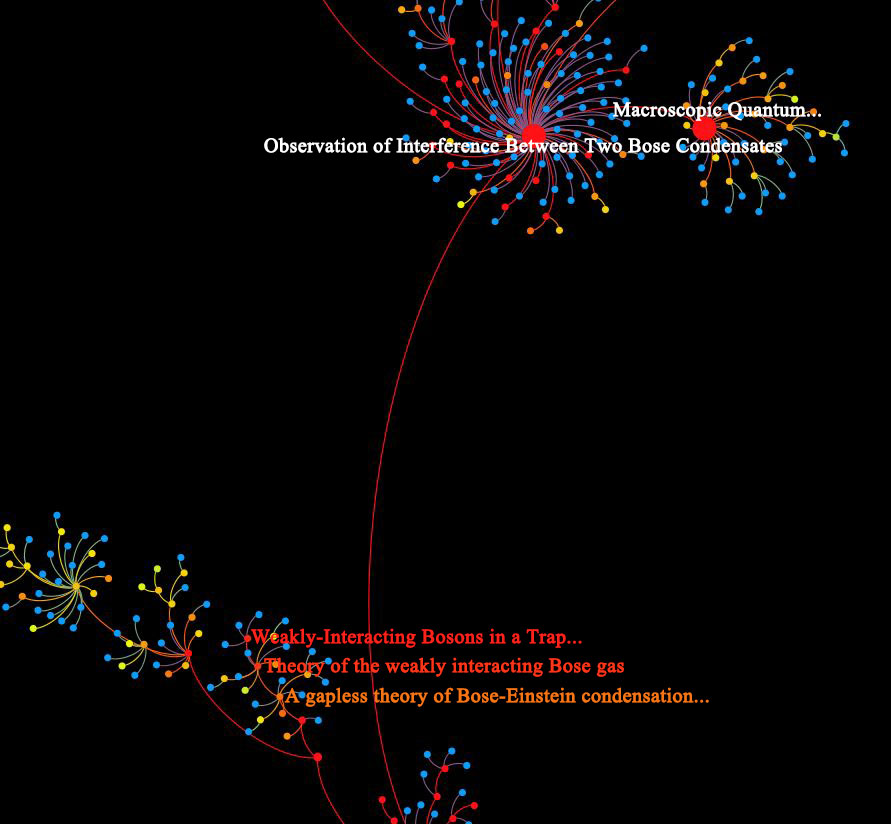 Macroscopic Quantum...
Observation of Interference Between Two Bose Condensates
Weakly-Interacting Bosons in a Trap...
Theory of the weakly interacting Bose gas
A gapless theory of Bose-Einstein condensation...